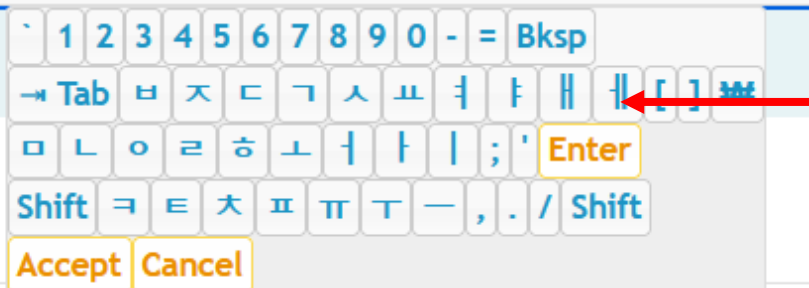 ` 1 2 3 4 5 6 7 8 9 0 - = Bksp
⇥ Tab ㅂ ㅈ ㄷ ㄱ ㅅ ㅛ ㅕ ㅑ ㅐ ㅔ [ ] ₩
ㅁ ㄴ ㅇ ㄹ ㅎ ㅗ ㅓ ㅏ ㅣ ; ' Enter
Shift ㅋ ㅌ ㅊ ㅍ ㅠ ㅜ ㅡ , . / Shift
Accept Cancel